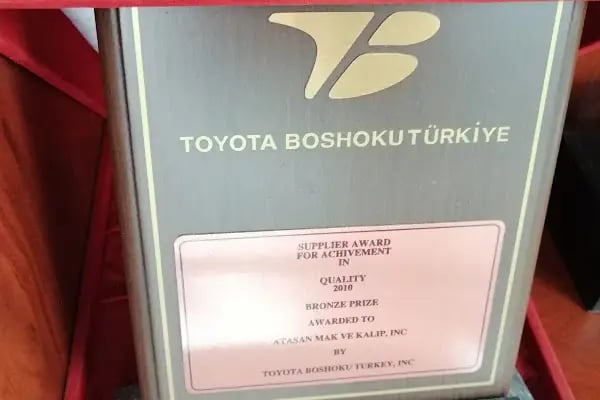 TOYOTA BOSHOKU TÜRKİYE
SUPPLIER AWARD
FOR ACHIVEMENT
IN
QUALITY
2010
BRONZE PRIZE
AWARDED TO
ATASAN MAK VE KALIP, INC
BY
TOYOTA BOSHOKU TURKEY, INC